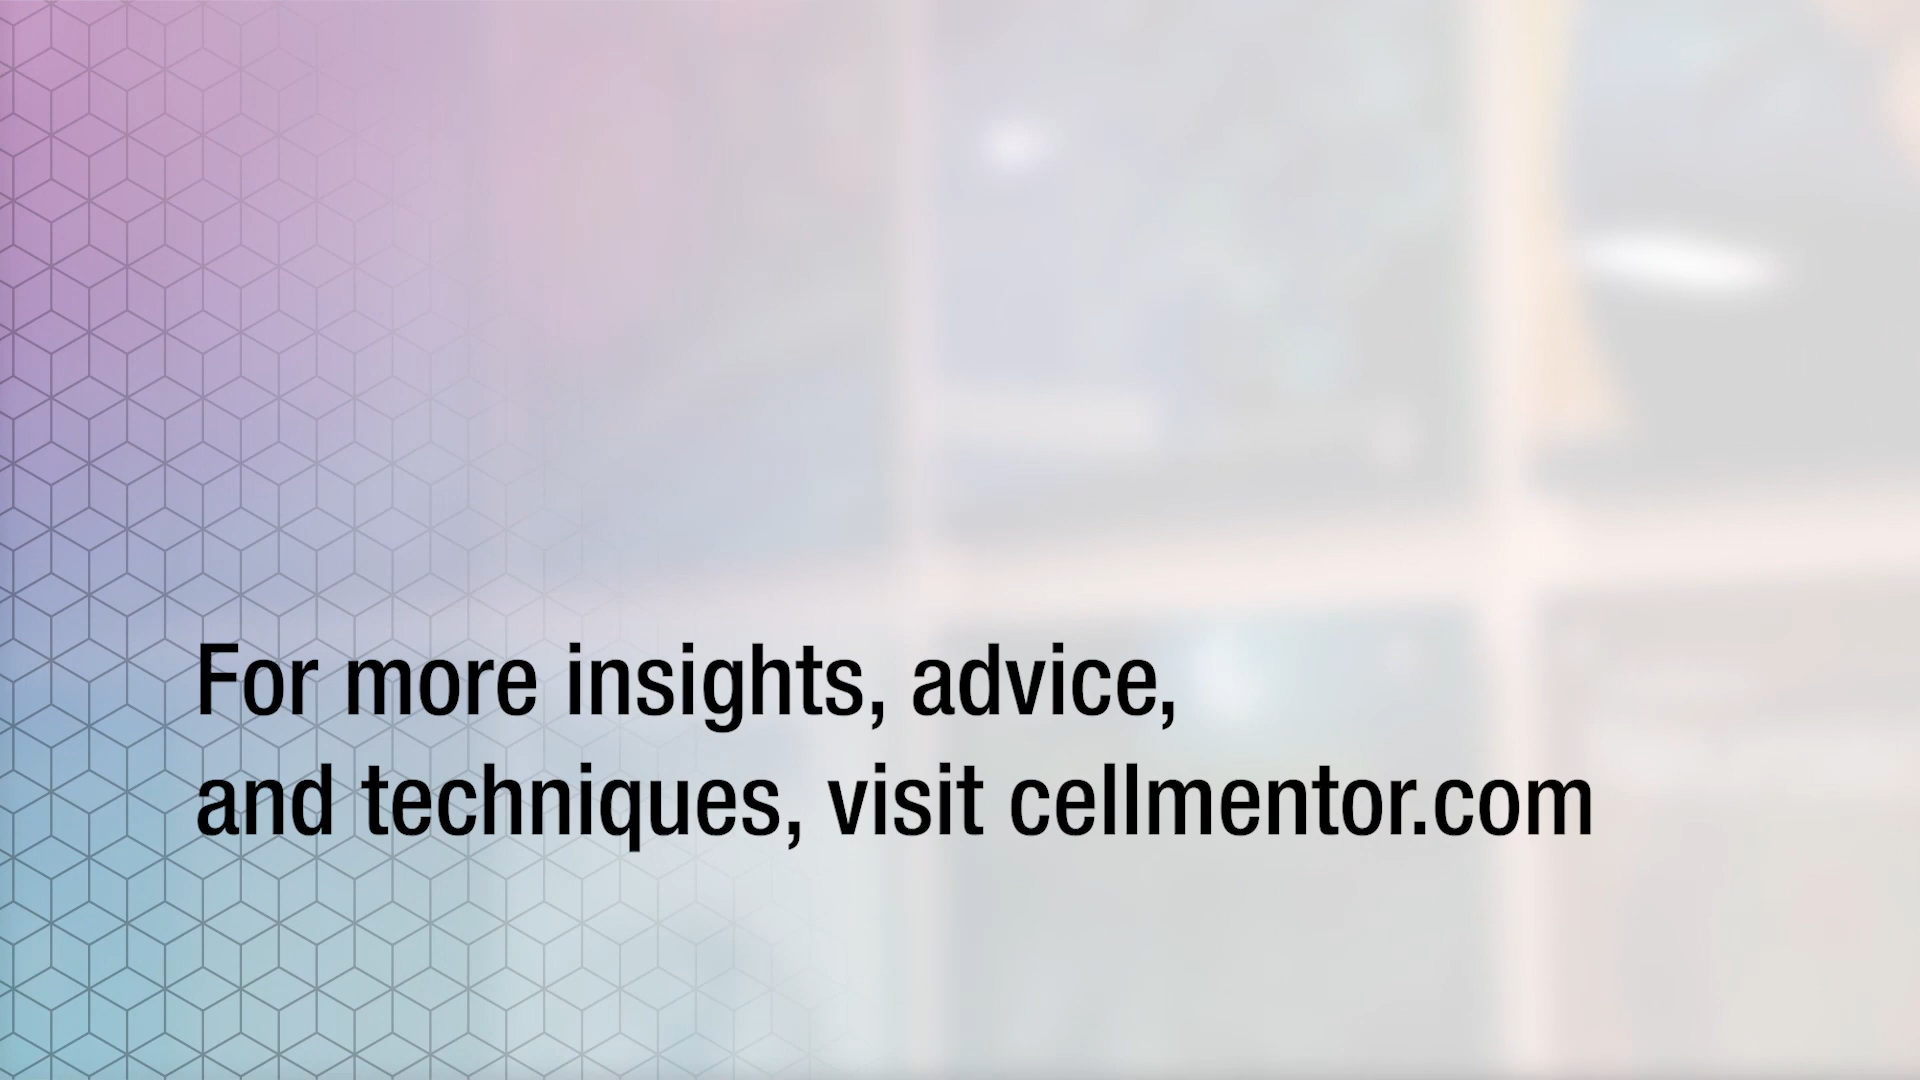 For more insights, advice,
and techniques, visit cellmentor.com